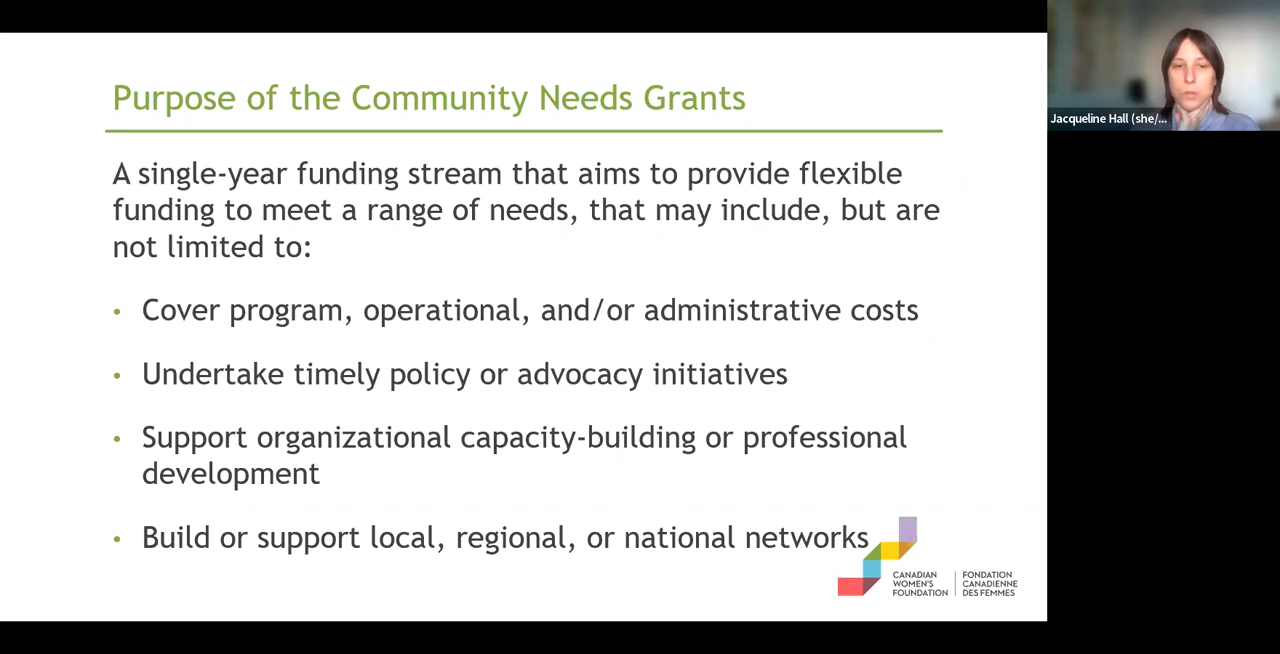 Purpose of the Community Needs Grants
A single-year funding stream that aims to provide flexible
funding to meet a range of needs, that may include, but are
not limited to:
• Cover program, operational, and/or administrative costs
• Undertake timely policy or advocacy initiatives
• Support organizational capacity-building or professional
development
• Build or support local, regional, or national networks
CANADIAN
WOMEN'S
FOUNDATION
FONDATION
CANADIENNE
DES FEMMES
Jacqueline Hall (she/...